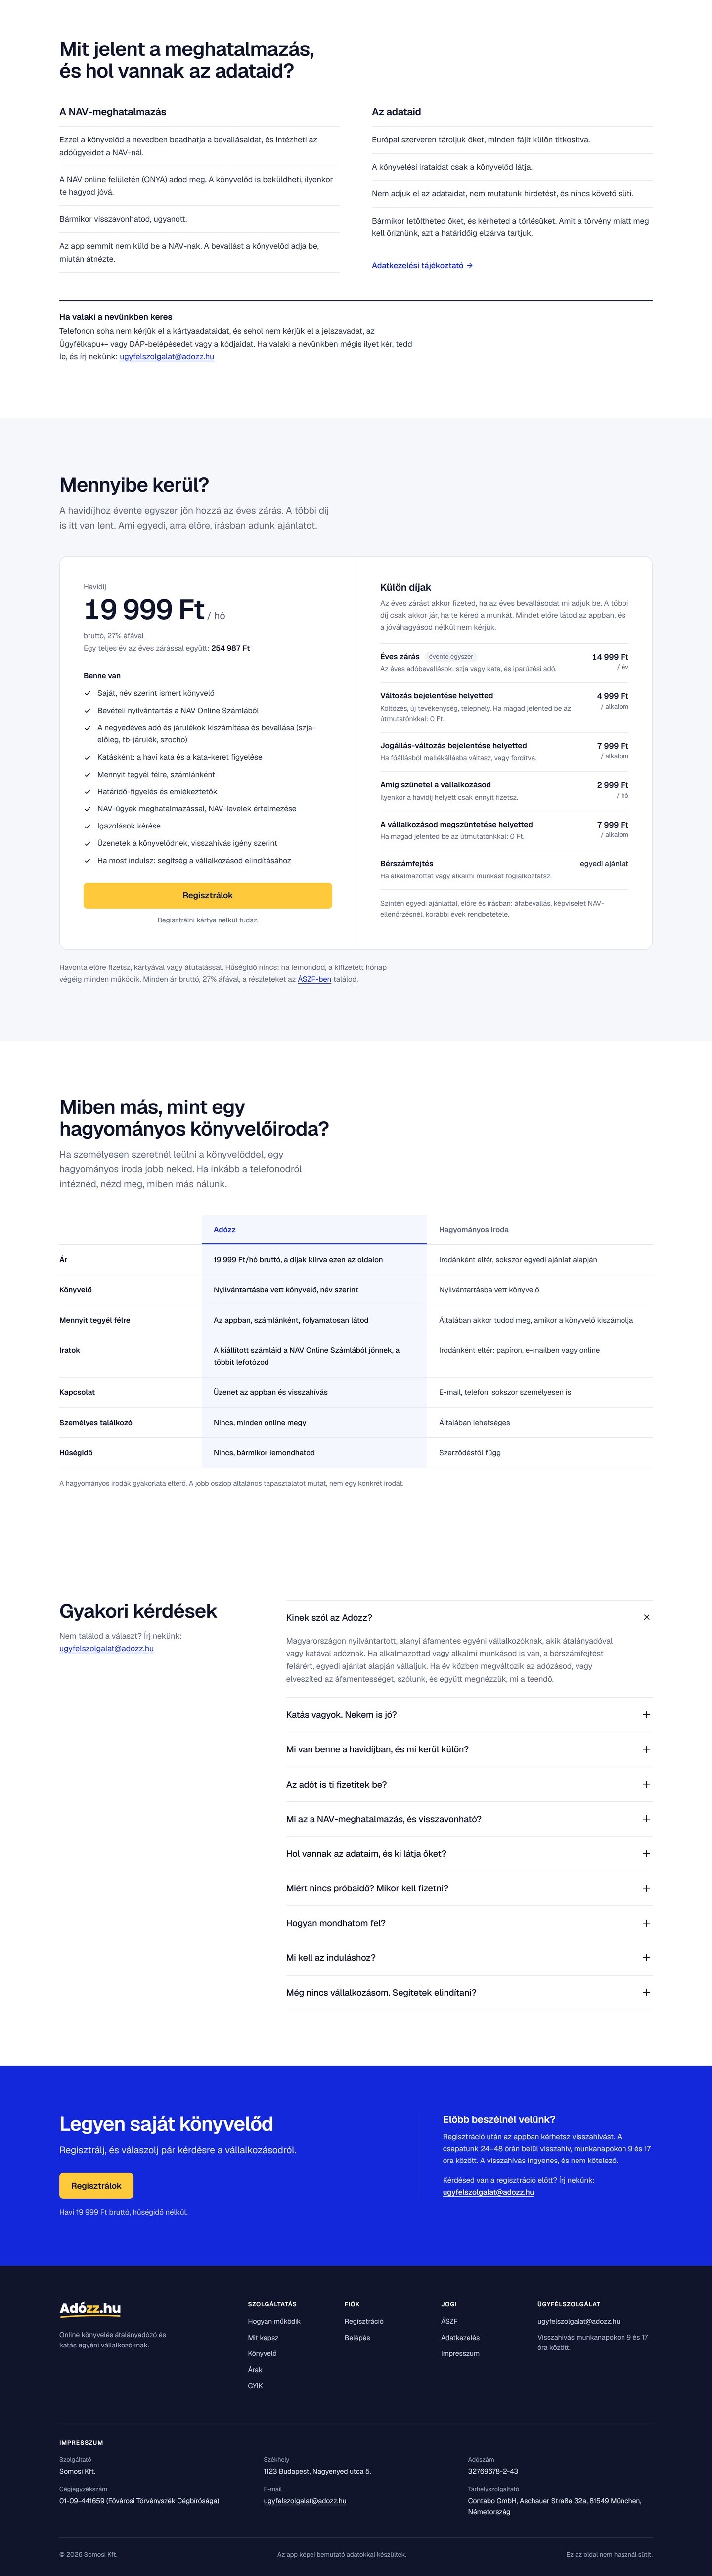 Mit jelent a meghatalmazás,
és hol vannak az adataid?
A NAV-meghatalmazás
Ezzel a könyvelőd a nevedben beadhatja a bevallásaidat, és intézheti az
adóügyeidet a NAV-nál.
A NAV online felületén (ONYA) adod meg. A könyvelőd is beküldheti, ilyenkor
te hagyod jóvá.
Bármikor visszavonhatod, ugyanott.
Az app semmit nem küld be a NAV-nak. A bevallást a könyvelőd adja be,
miután átnézte.
Az adataid
Európai szerveren tároljuk őket, minden fájlt külön titkosítva.
A könyvelési irataidat csak a könyvelőd látja.
Nem adjuk el az adataidat, nem mutatunk hirdetést, és nincs követő süti.
Bármikor letöltheted őket, és kérheted a törlésüket. Amit a törvény miatt meg
kell őriznünk, azt a határidőig elzárva tartjuk.
Adatkezelési tájékoztató →
Ha valaki a nevünkben keres
Telefonon soha nem kérjük el a kártyaadataidat, és sehol nem kérjük el a jelszavadat, az
Ügyfélkapu+- vagy DÁP-belépésedet vagy a kódjaidat. Ha valaki a nevünkben mégis ilyet kér, tedd
le, és írj nekünk: ugyfelszolgalat@adozz.hu
Mennyibe kerül?
A havidíjhoz évente egyszer jön hozzá az éves zárás. A többi díj
is itt van lent. Ami egyedi, arra előre, írásban adunk ajánlatot.
Havidíj
19 999 Ft / hó
bruttó, 27% áfával
Egy teljes év az éves zárással együtt: 254 987 Ft
Benne van
Saját, név szerint ismert könyvelő
Bevételi nyilvántartás a NAV Online Számlából
A negyedéves adó és járulékok kiszámítása és bevallása (szja-
előleg, tb-járulék, szocho)
Katásként: a havi kata és a kata-keret figyelése
Mennyit tegyél félre, számlánként
Határidő-figyelés és emlékeztetők
NAV-ügyek meghatalmazással, NAV-levelek értelmezése
Igazolások kérése
Üzenetek a könyvelődnek, visszahívás igény szerint
Ha most indulsz: segítség a vállalkozásod elindításához
Regisztrálok
Regisztrálni kártya nélkül tudsz.
Külön díjak
Az éves zárást akkor fizeted, ha az éves bevallásodat mi adjuk be. A többi
díj csak akkor jár, ha te kéred a munkát. Mindet előre látod az appban, és
a jóváhagyásod nélkül nem kérjük.
Éves zárás évente egyszer 14 999 Ft
Az éves adóbevallások: szja vagy kata, és iparűzési adó. / év
Változás bejelentése helyetted 4 999 Ft
Költözés, új tevékenység, telephely. Ha magad jelented be az / alkalom
útmutatónkkal: 0 Ft.
Jogállás-változás bejelentése helyetted 7 999 Ft
Ha főállásból mellékállásba váltasz, vagy fordítva. / alkalom
Amíg szünetel a vállalkozásod 2 999 Ft
Ilyenkor a havidíj helyett csak ennyit fizetsz. / hó
A vállalkozásod megszüntetése helyetted 7 999 Ft
Ha magad jelented be az útmutatónkkal: 0 Ft. / alkalom
Bérszámfejtés egyedi ajánlat
Ha alkalmazottat vagy alkalmi munkást foglalkoztatsz.
Szintén egyedi ajánlattal, előre és írásban: áfabevallás, képviselet NAV-
ellenőrzésnél, korábbi évek rendbetétele.
Havonta előre fizetsz, kártyával vagy átutalással. Hűségidő nincs: ha lemondod, a kifizetett hónap
végéig minden működik. Minden ár bruttó, 27% áfával, a részleteket az ÁSZF-ben találod.
Miben más, mint egy
hagyományos könyvelőiroda?
Ha személyesen szeretnél leülni a könyvelőddel, egy
hagyományos iroda jobb neked. Ha inkább a telefonodról
intéznéd, nézd meg, miben más nálunk.
Adózz Hagyományos iroda
Ár 19 999 Ft/hó bruttó, a díjak kiírva ezen az oldalon Irodánként eltér, sokszor egyedi ajánlat alapján
Könyvelő Nyilvántartásba vett könyvelő, név szerint Nyilvántartásba vett könyvelő
Mennyit tegyél félre Az appban, számlánként, folyamatosan látod Általában akkor tudod meg, amikor a könyvelő kiszámolja
Iratok A kiállított számláid a NAV Online Számlából jönnek, a Irodánként eltér: papíron, e-mailben vagy online
többit lefotózod
Kapcsolat Üzenet az appban és visszahívás E-mail, telefon, sokszor személyesen is
Személyes találkozó Nincs, minden online megy Általában lehetséges
Hűségidő Nincs, bármikor lemondhatod Szerződéstől függ
A hagyományos irodák gyakorlata eltérő. A jobb oszlop általános tapasztalatot mutat, nem egy konkrét irodát.
Gyakori kérdések
Nem találod a választ? Írj nekünk:
ugyfelszolgalat@adozz.hu
Kinek szól az Adózz?
Magyarországon nyilvántartott, alanyi áfamentes egyéni vállalkozóknak, akik átalányadóval
vagy katával adóznak. Ha alkalmazottad vagy alkalmi munkásod is van, a bérszámfejtést
felárért, egyedi ajánlat alapján vállaljuk. Ha év közben megváltozik az adózásod, vagy
elveszíted az áfamentességet, szólunk, és együtt megnézzük, mi a teendő.
Katás vagyok. Nekem is jó?
Mi van benne a havidíjban, és mi kerül külön?
Az adót is ti fizetitek be?
Mi az a NAV-meghatalmazás, és visszavonható?
Hol vannak az adataim, és ki látja őket?
Miért nincs próbaidő? Mikor kell fizetni?
Hogyan mondhatom fel?
Mi kell az induláshoz?
Még nincs vállalkozásom. Segítetek elindítani?
Legyen saját könyvelőd
Regisztrálj, és válaszolj pár kérdésre a vállalkozásodról.
Regisztrálok
Havi 19 999 Ft bruttó, hűségidő nélkül.
Előbb beszélnél velünk?
Regisztráció után az appban kérhetsz visszahívást. A
csapatunk 24–48 órán belül visszahív, munkanapokon 9 és 17
óra között. A visszahívás ingyenes, és nem kötelező.
Kérdésed van a regisztráció előtt? Írj nekünk:
ugyfelszolgalat@adozz.hu
Adózz.hu
Online könyvelés átalányadózó és
katás egyéni vállalkozóknak.
SZOLGÁLTATÁS
Hogyan működik
Mit kapsz
Könyvelő
Árak
GYIK
FIÓK
Regisztráció
Belépés
JOGI
ÁSZF
Adatkezelés
Impresszum
ÜGYFÉLSZOLGÁLAT
ugyfelszolgalat@adozz.hu
Visszahívás munkanapokon 9 és 17
óra között.
IMPRESSZUM
Szolgáltató
Somosi Kft.
Székhely
1123 Budapest, Nagyenyed utca 5.
Adószám
32769678-2-43
Cégjegyzékszám
01-09-441659 (Fővárosi Törvényszék Cégbírósága)
E-mail
ugyfelszolgalat@adozz.hu
Tárhelyszolgáltató
Contabo GmbH, Aschauer Straße 32a, 81549 München,
Németország
© 2026 Somosi Kft.
Az app képei bemutató adatokkal készültek.
Ez az oldal nem használ sütit.